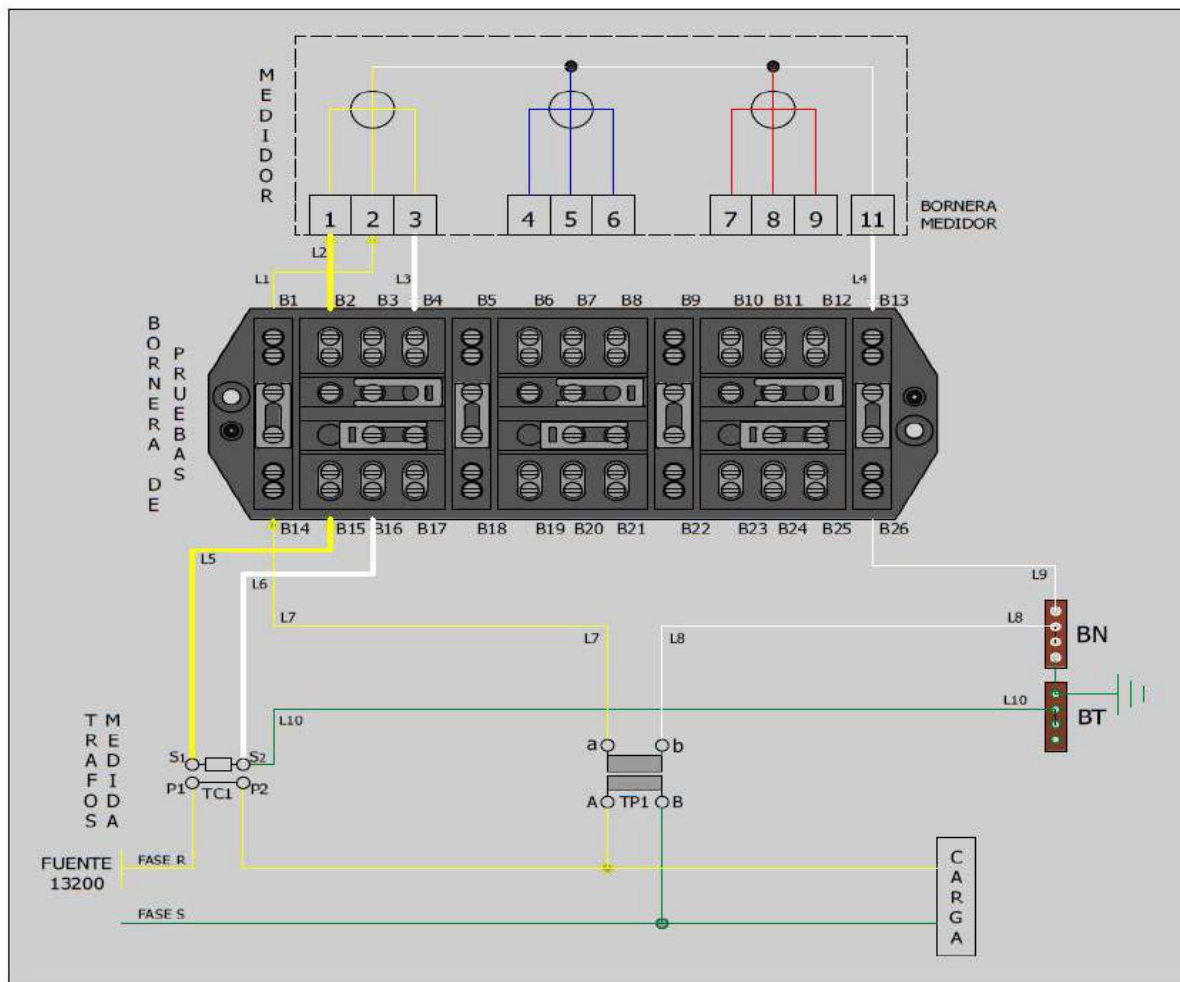 MEDIDOR
1 2 3 4 5 6 7 8 9 11
BORNERA
MEDIDOR
L2
L1 L3 L4
B1 B2 B3 B4 B5 B6 B7 B8 B9 B10 B11 B12 B13
BORNERA DE
PRUEBAS
B14 B15 B16 B17 B18 B19 B20 B21 B22 B23 B24 B25 B26
L5
L6 L9
L7 L7 L8 L8
BN
L10 L10
BT
TRAFOS
MEDIDA
S1 S2
a b
P1 TC1 P2
A TP1 B
FUENTE
13200
FASE R
FASE S
CARGA